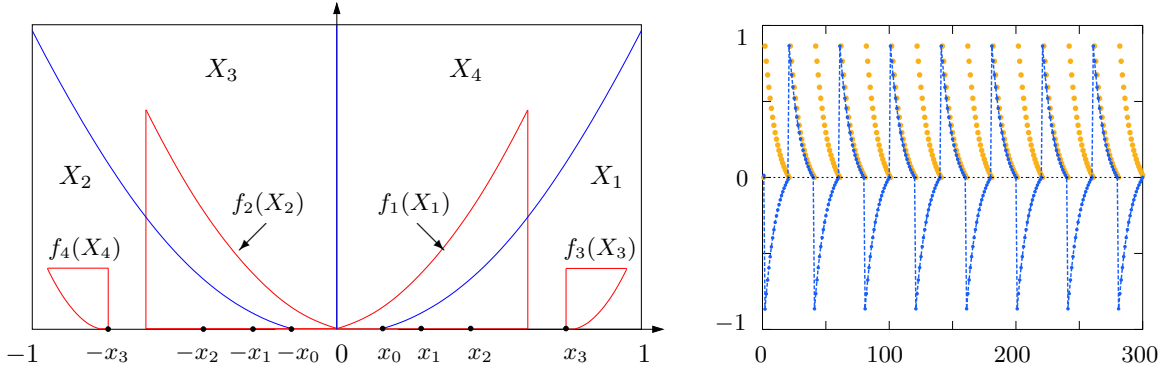 X₃ X₄
X₂ X₁
f₂(X₂) f₁(X₁)
f₄(X₄) f₃(X₃)
−1 −x₃ −x₂ −x₁ −x₀ 0 x₀ x₁ x₂ x₃ 1
1
0
−1
0 100 200 300